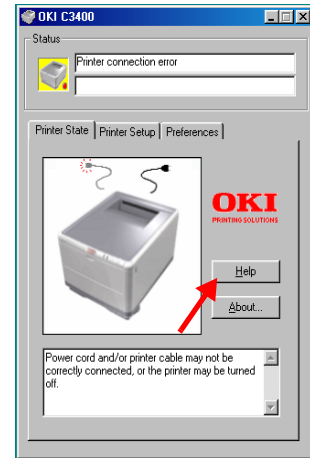 OKI C3400
Status
Printer connection error
Printer State
Printer Setup
Preferences
OKI
PRINTING SOLUTIONS
Help
About...
Power cord and/or printer cable may not be
correctly connected, or the printer may be turned
off.